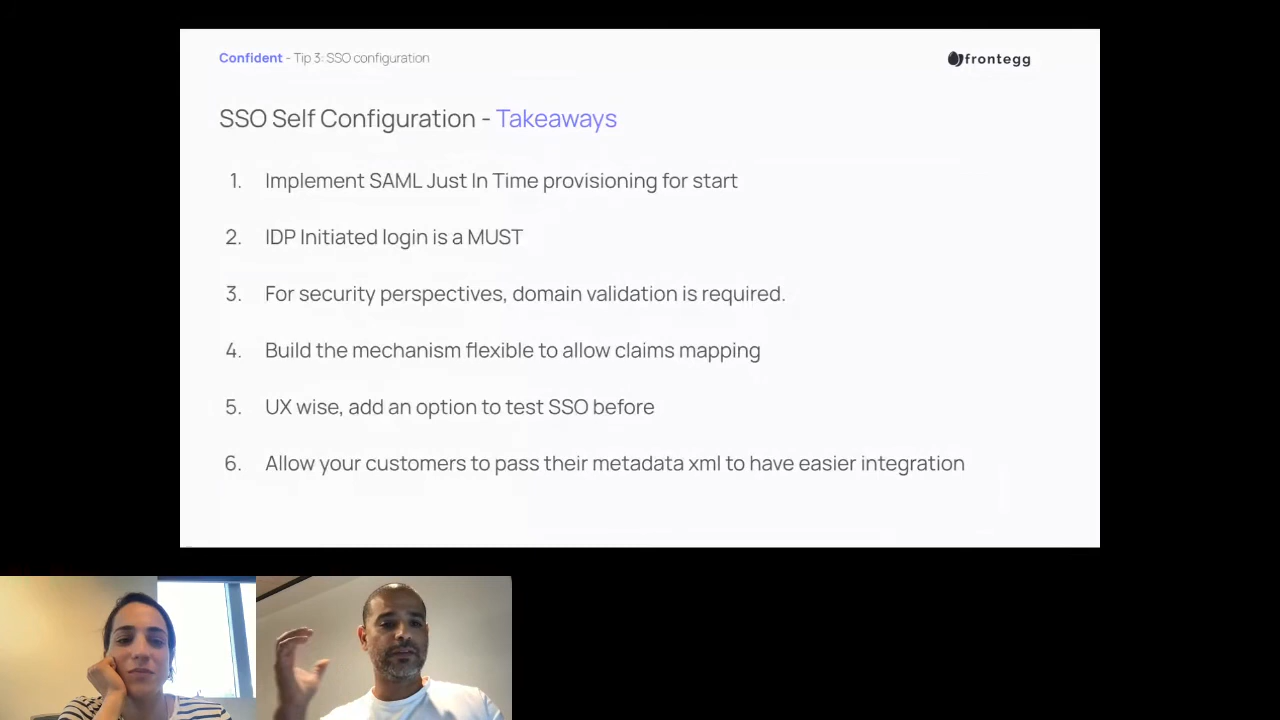 Confident - Tip 3: SSO configuration
frontegg
SSO Self Configuration - Takeaways
1. Implement SAML Just In Time provisioning for start
2. IDP Initiated login is a MUST
3. For security perspectives, domain validation is required.
4. Build the mechanism flexible to allow claims mapping
5. UX wise, add an option to test SSO before
6. Allow your customers to pass their metadata xml to have easier integration